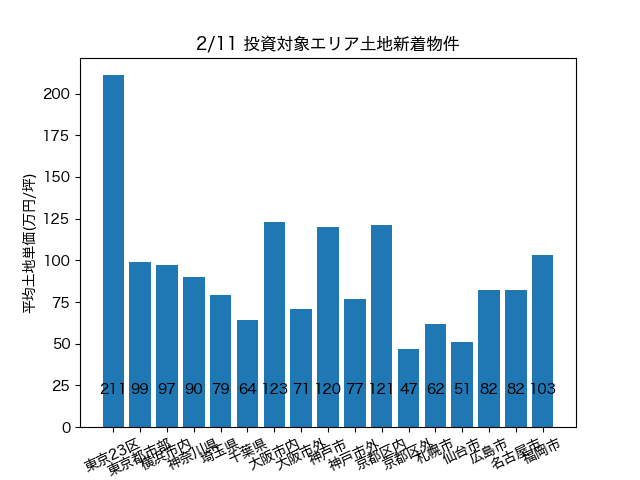 2/11 投資対象エリア土地新着物件
平均土地単価(万円/坪)
200
175
150
125
100
75
50
25
0
211 99 97 90 79 64 123 71 120 77 121 47 62 51 82 82 103
東京23区
東京都市部
横浜市内
神奈川県
埼玉県
千葉県
大阪市内
大阪市外
神戸市
神戸市外
京都区内
京都区外
札幌市
仙台市
広島市
名古屋市
福岡市